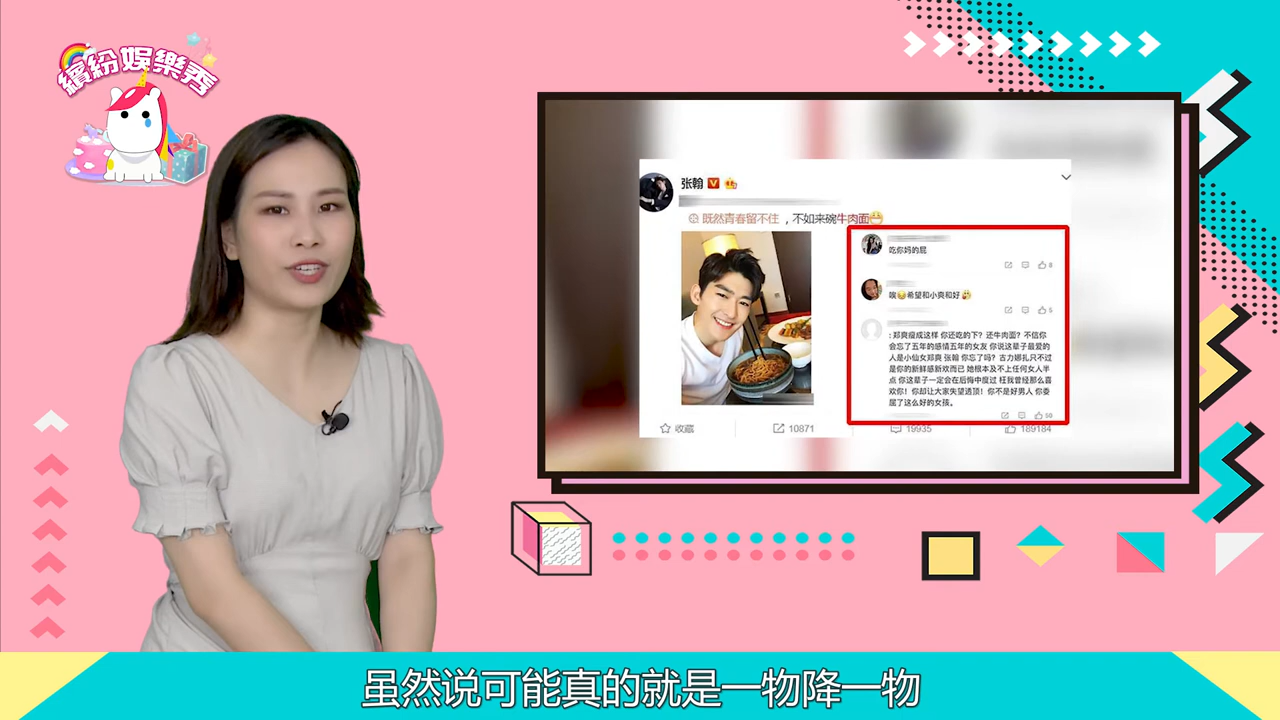 繽紛娛樂秀
张翰
既然青春留不住，不如来碗牛肉面
吃你妈的屁
8
唉希望和小爽和好
5
: 郑爽瘦成这样 你还吃的下？还牛肉面？不信你
会忘了五年的感情五年的女友 你说这辈子最爱的
人是小仙女郑爽 张翰 你忘了吗？古力娜扎只不过
是你的新鲜感新欢而已 她根本及不上任何女人半
点 你这辈子一定会在后悔中度过 枉我曾经那么喜
欢你！你却让大家失望透顶！你不是好男人 你委
屈了这么好的女孩。
50
收藏
10871
19935
189184
虽然说可能真的就是一物降一物